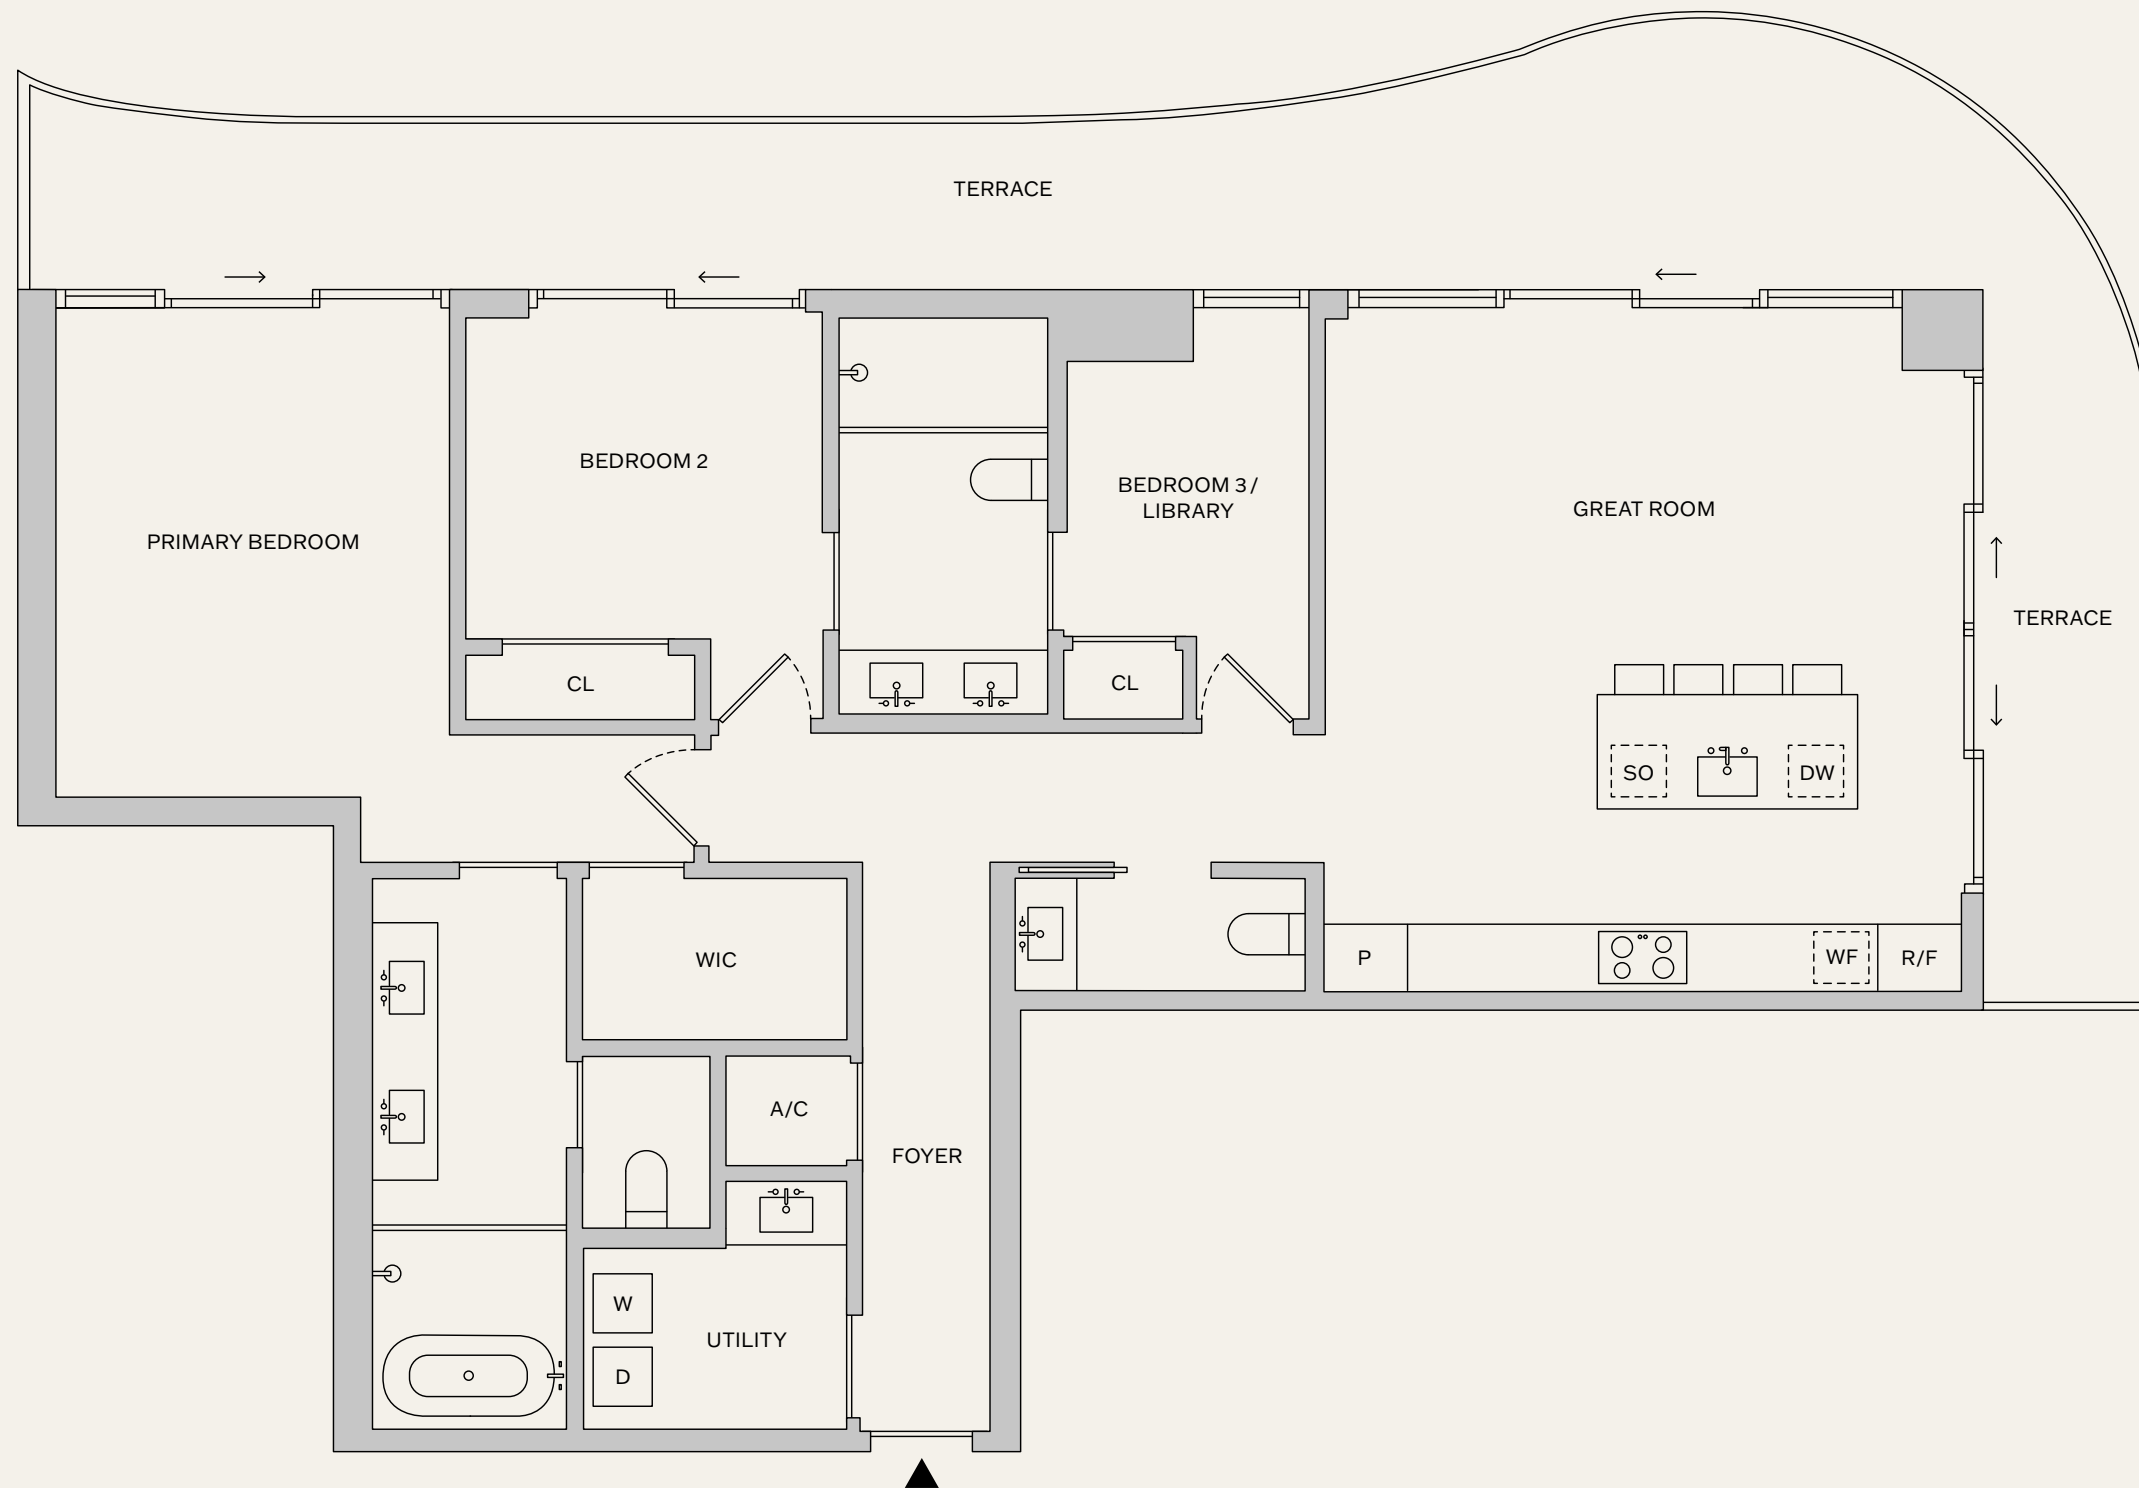 TERRACE
BEDROOM 2
BEDROOM 3 /
LIBRARY
GREAT ROOM
PRIMARY BEDROOM
TERRACE
CL
CL
SO
DW
WIC
P
WF
R/F
A/C
FOYER
W
UTILITY
D